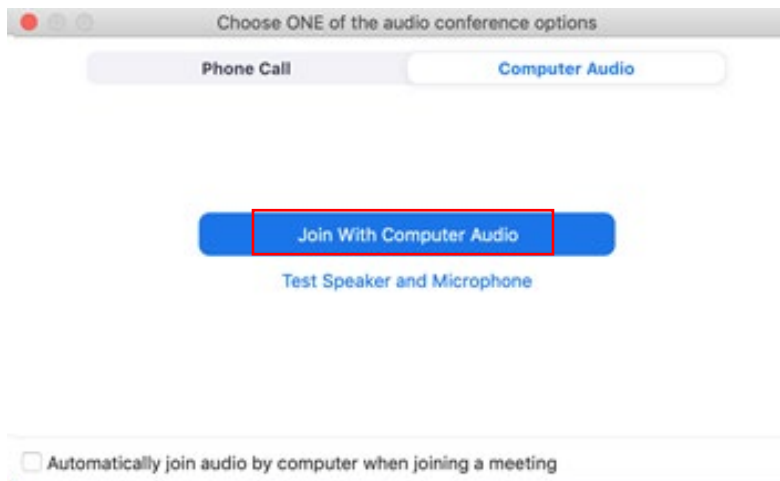 Choose ONE of the audio conference options
Phone Call Computer Audio
Join With Computer Audio
Test Speaker and Microphone
Automatically join audio by computer when joining a meeting